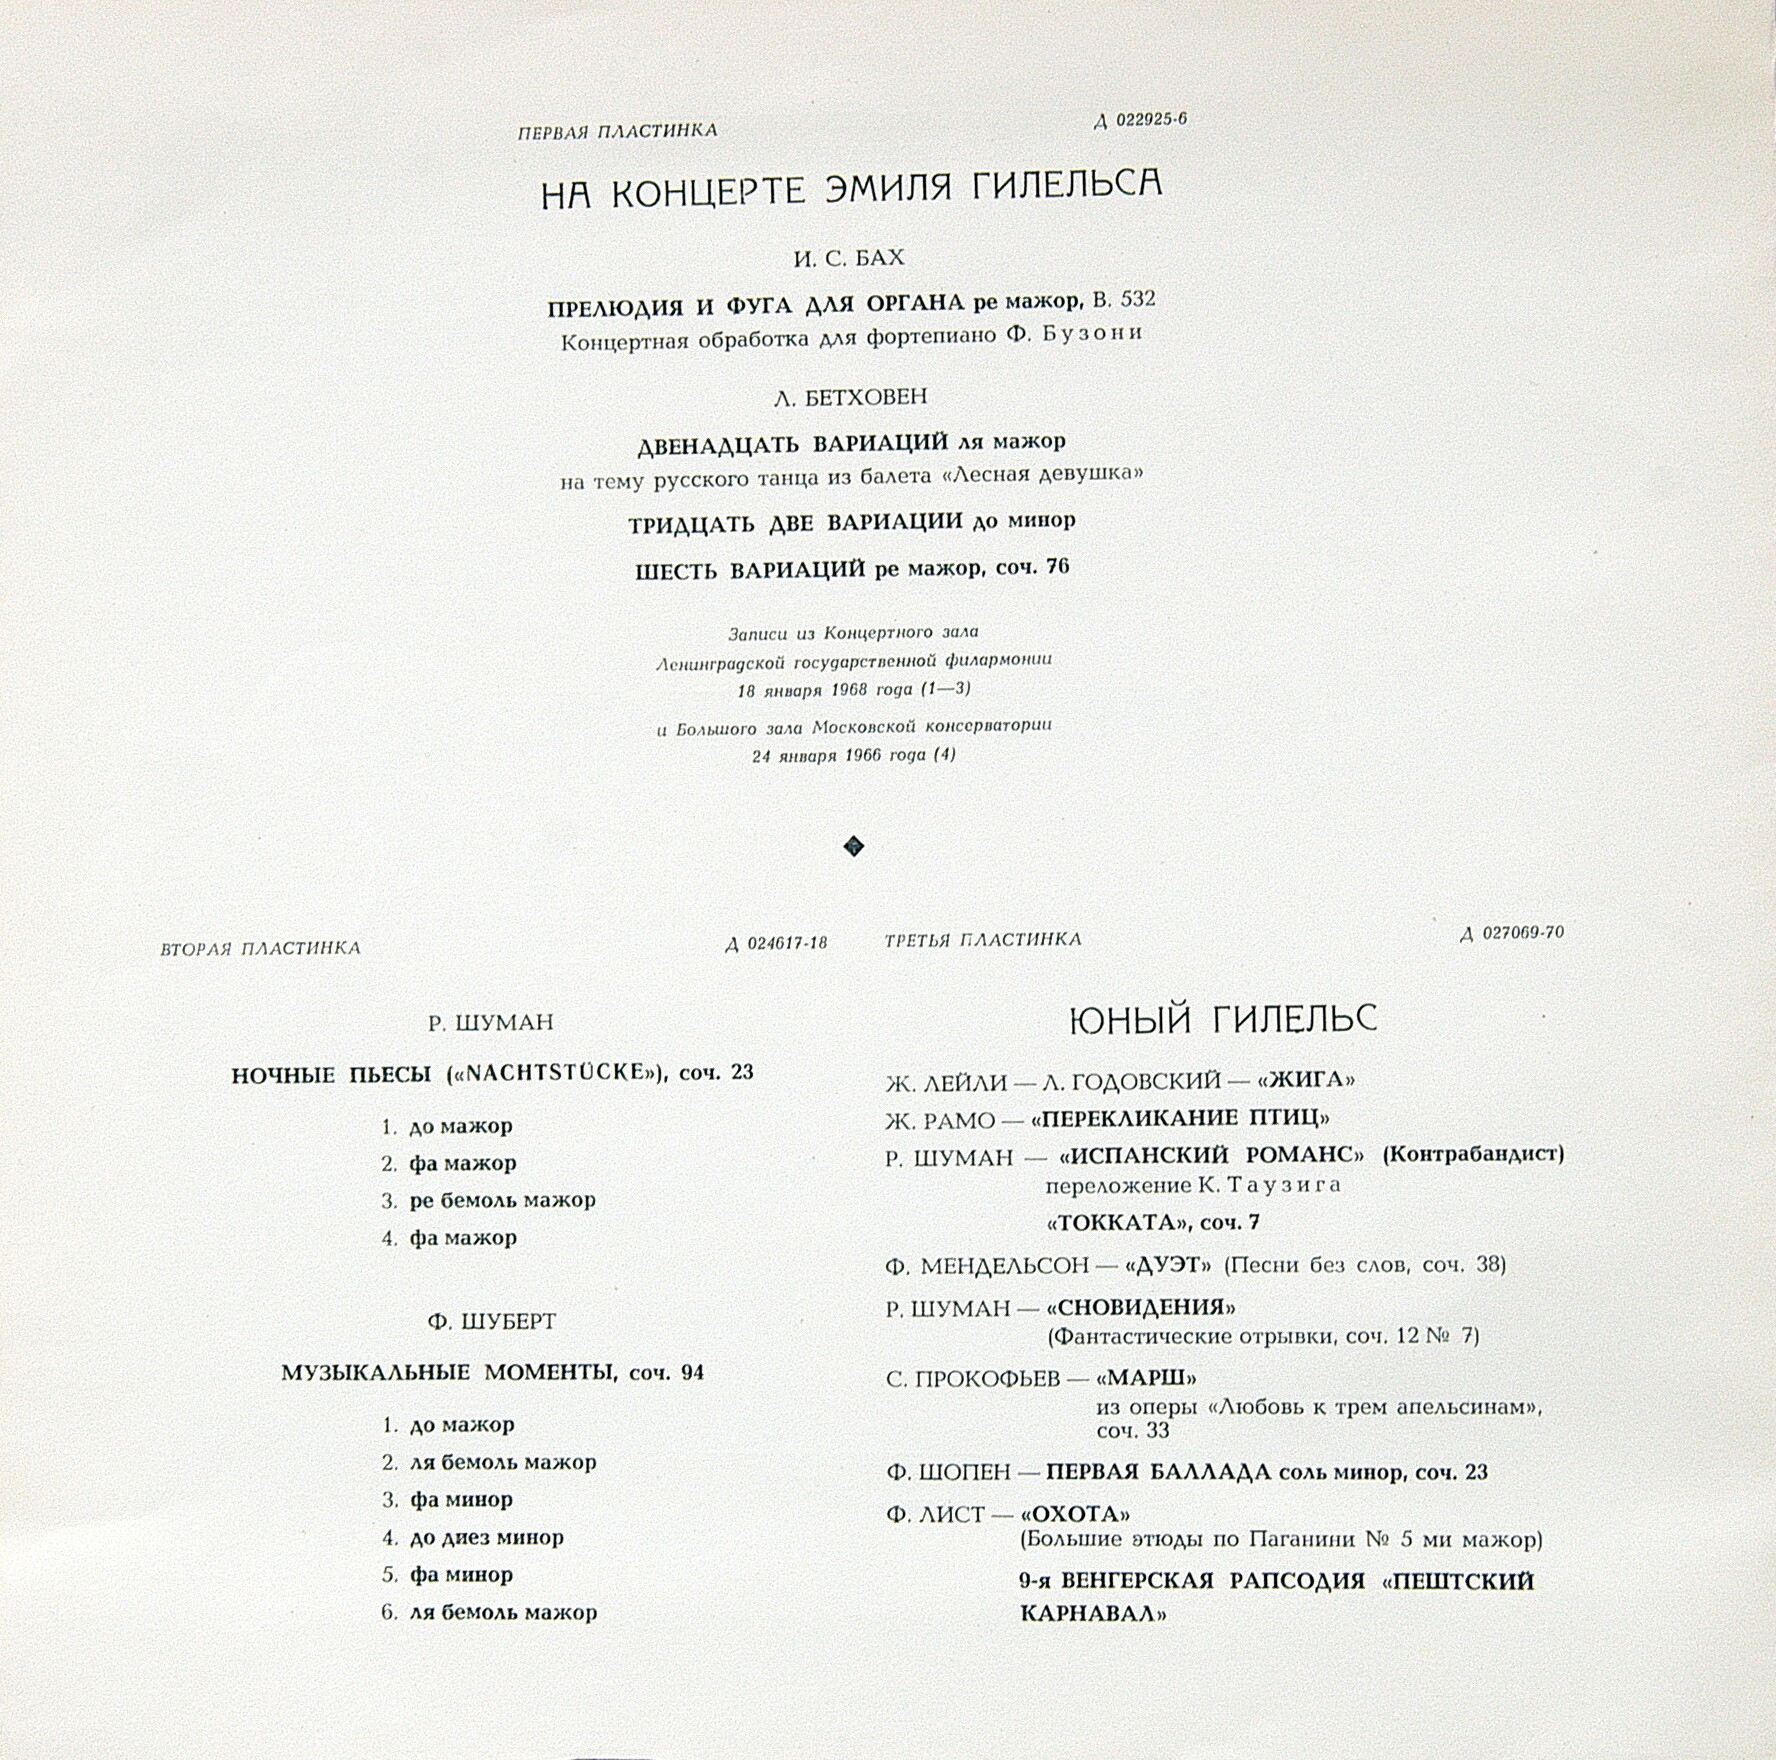 ПЕРВАЯ ПЛАСТИНКА Д 022925-6
НА КОНЦЕРТЕ ЭМИЛЯ ГИЛЕЛЬСА
И. С. БАХ
ПРЕЛЮДИЯ И ФУГА ДЛЯ ОРГАНА ре мажор, В. 532
Концертная обработка для фортепиано Ф. Бузони
Л. БЕТХОВЕН
ДВЕНАДЦАТЬ ВАРИАЦИЙ ля мажор
на тему русского танца из балета «Лесная девушка»
ТРИДЦАТЬ ДВЕ ВАРИАЦИИ до минор
ШЕСТЬ ВАРИАЦИЙ ре мажор, соч. 76
Записи из Концертного зала
Ленинградской государственной филармонии
18 января 1968 года (1—3)
и Большого зала Московской консерватории
24 января 1966 года (4)
ВТОРАЯ ПЛАСТИНКА Д 024617-18
Р. ШУМАН
НОЧНЫЕ ПЬЕСЫ («NACHTSTÜCKE»), соч. 23
1. до мажор
2. фа мажор
3. ре бемоль мажор
4. фа мажор
Ф. ШУБЕРТ
МУЗЫКАЛЬНЫЕ МОМЕНТЫ, соч. 94
1. до мажор
2. ля бемоль мажор
3. фа минор
4. до диез минор
5. фа минор
6. ля бемоль мажор
ТРЕТЬЯ ПЛАСТИНКА Д 027069-70
ЮНЫЙ ГИЛЕЛЬС
Ж. ЛЕЙЛИ — Л. ГОДОВСКИЙ — «ЖИГА»
Ж. РАМО — «ПЕРЕКЛИКАНИЕ ПТИЦ»
Р. ШУМАН — «ИСПАНСКИЙ РОМАНС» (Контрабандист)
переложение К. Таузига
«ТОККАТА», соч. 7
Ф. МЕНДЕЛЬСОН — «ДУЭТ» (Песни без слов, соч. 38)
Р. ШУМАН — «СНОВИДЕНИЯ»
(Фантастические отрывки, соч. 12 № 7)
С. ПРОКОФЬЕВ — «МАРШ»
из оперы «Любовь к трем апельсинам»,
соч. 33
Ф. ШОПЕН — ПЕРВАЯ БАЛЛАДА соль минор, соч. 23
Ф. ЛИСТ — «ОХОТА»
(Большие этюды по Паганини № 5 ми мажор)
9-я ВЕНГЕРСКАЯ РАПСОДИЯ «ПЕШТСКИЙ
КАРНАВАЛ»